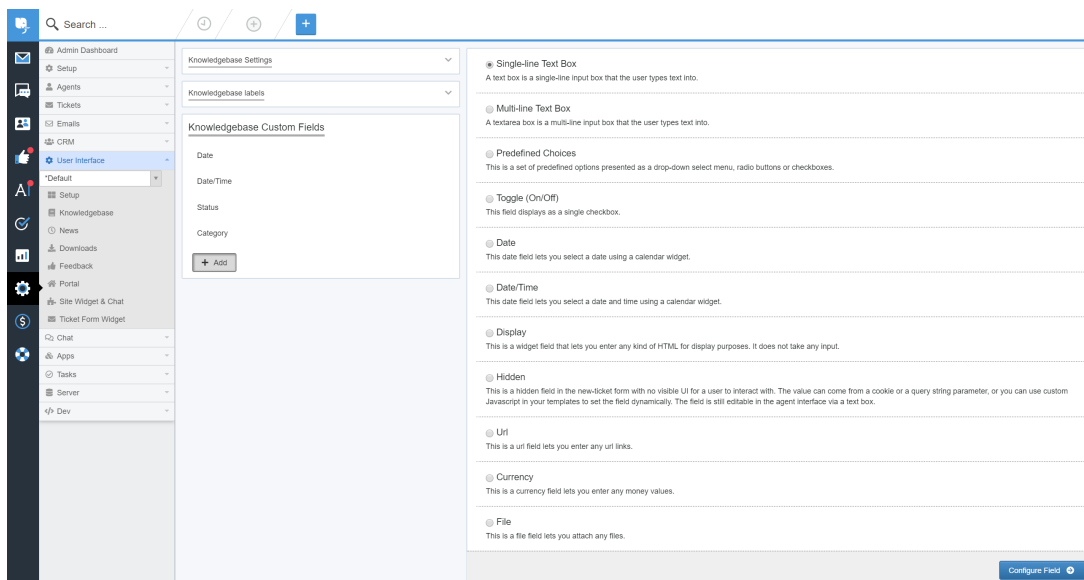 Search ...
Admin Dashboard
Setup
Agents
Tickets
Emails
CRM
User Interface
*Default
Setup
Knowledgebase
News
Downloads
Feedback
Portal
Site Widget & Chat
Ticket Form Widget
Chat
Apps
Tasks
Server
Dev
Knowledgebase Settings
Knowledgebase labels
Knowledgebase Custom Fields
Date
Date/Time
Status
Category
+ Add
Single-line Text Box
A text box is a single-line input box that the user types text into.
Multi-line Text Box
A textarea box is a multi-line input box that the user types text into.
Predefined Choices
This is a set of predefined options presented as a drop-down select menu, radio buttons or checkboxes.
Toggle (On/Off)
This field displays as a single checkbox.
Date
This date field lets you select a date using a calendar widget.
Date/Time
This date field lets you select a date and time using a calendar widget.
Display
This is a widget field that lets you enter any kind of HTML for display purposes. It does not take any input.
Hidden
This is a hidden field in the new-ticket form with no visible UI for a user to interact with. The value can come from a cookie or a query string parameter, or you can use custom
Javascript in your templates to set the field dynamically. The field is still editable in the agent interface via a text box.
Url
This is a url field lets you enter any url links.
Currency
This is a currency field lets you enter any money values.
File
This is a file field lets you attach any files.
Configure Field